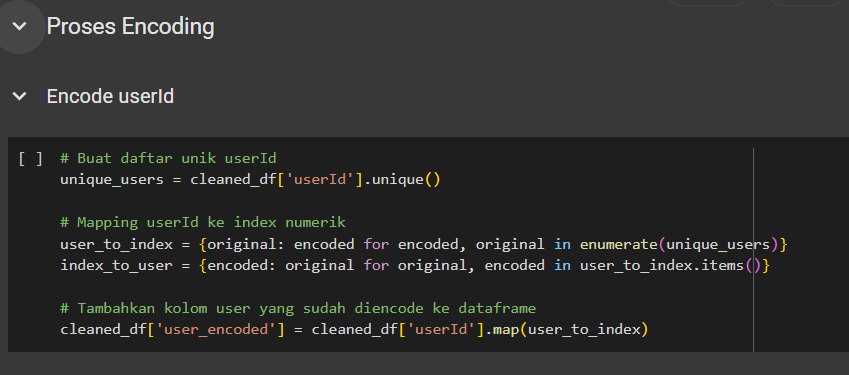 Proses Encoding
Encode userId
[ ] # Buat daftar unik userId
unique_users = cleaned_df['userId'].unique()
# Mapping userId ke index numerik
user_to_index = {original: encoded for encoded, original in enumerate(unique_users)}
index_to_user = {encoded: original for original, encoded in user_to_index.items()}
# Tambahkan kolom user yang sudah diencode ke dataframe
cleaned_df['user_encoded'] = cleaned_df['userId'].map(user_to_index)